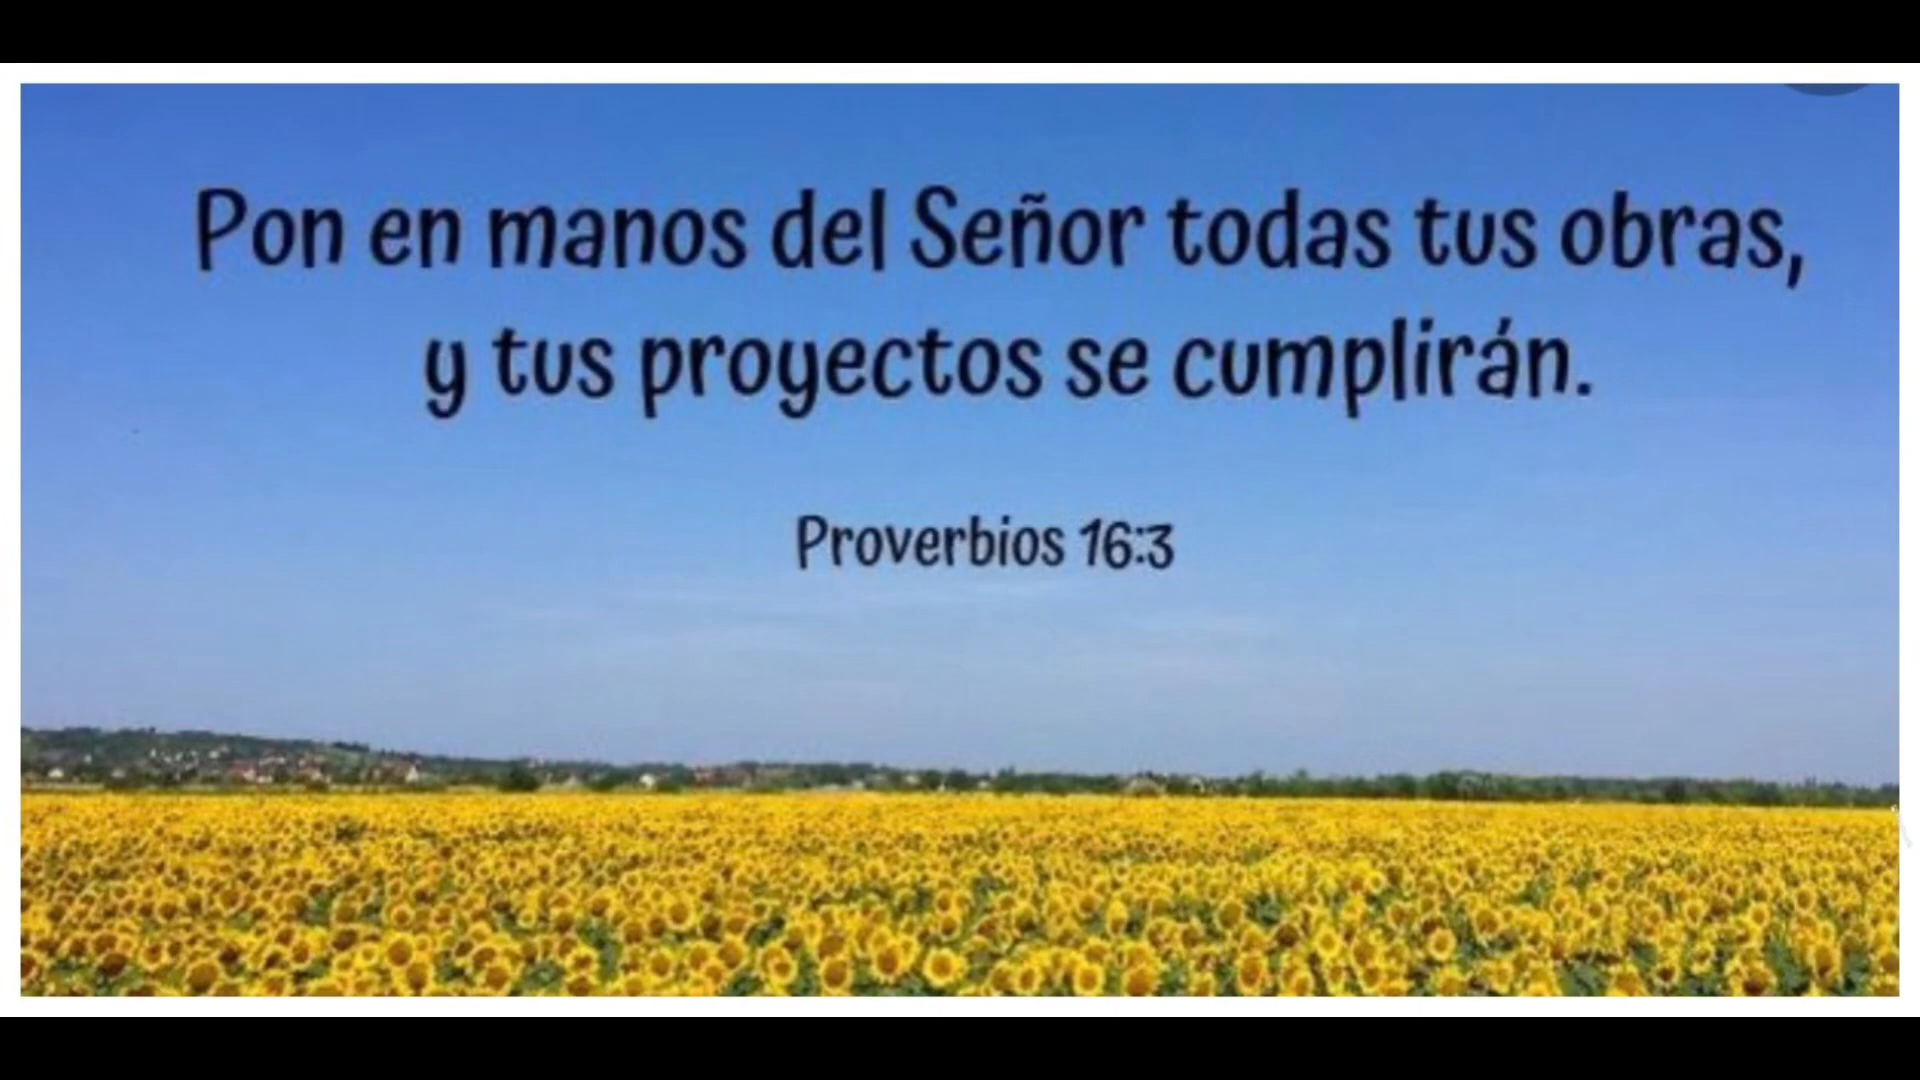 Pon en manos del Señor todas tus obras,
y tus proyectos se cumplirán.
Proverbios 16:3